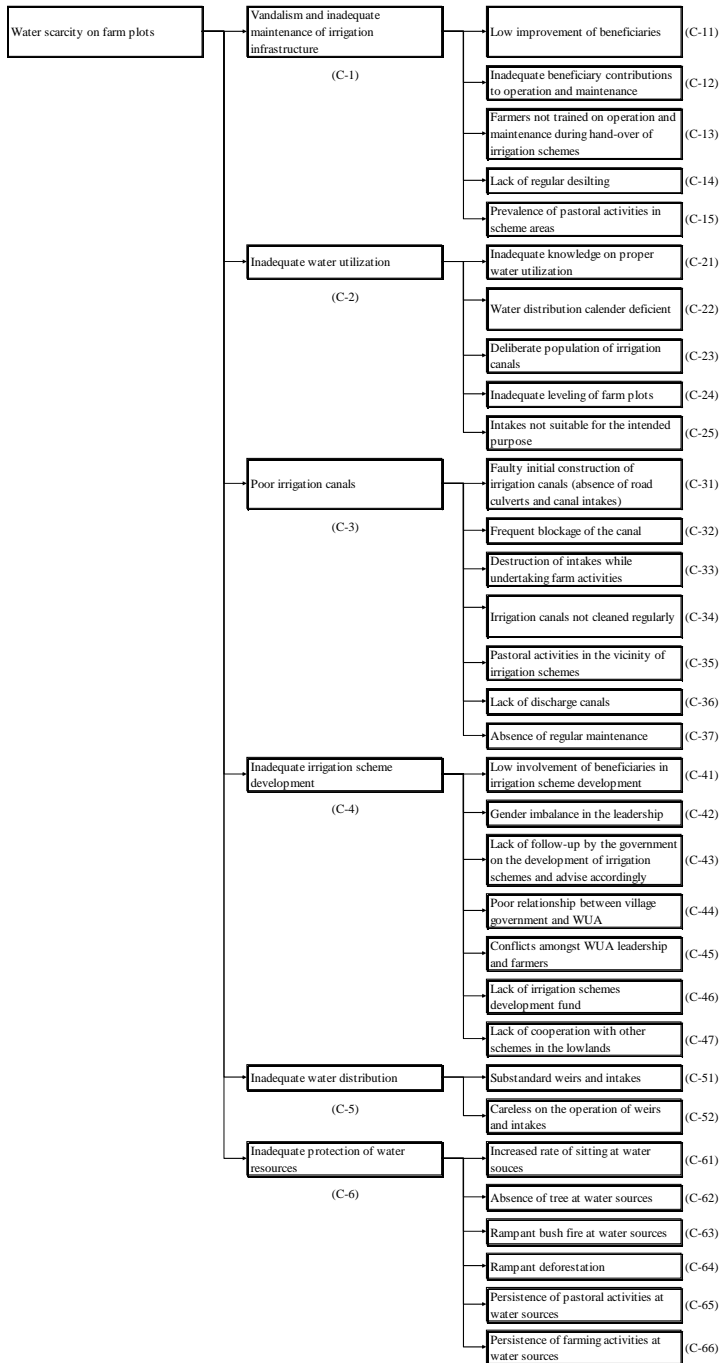 Water scarcity on farm plots
Vandalism and inadequate
maintenance of irrigation
infrastructure
(C-1)
Low improvement of beneficiaries
(C-11)
Inadequate beneficiary contributions
to operation and maintenance
(C-12)
Farmers not trained on operation and
maintenance during hand-over of
irrigation schemes
(C-13)
Lack of regular desilting
(C-14)
Prevalence of pastoral activities in
scheme areas
(C-15)
Inadequate water utilization
(C-2)
Inadequate knowledge on proper
water utilization
(C-21)
Water distribution calender deficient
(C-22)
Deliberate population of irrigation
canals
(C-23)
Inadequate leveling of farm plots
(C-24)
Intakes not suitable for the intended
purpose
(C-25)
Poor irrigation canals
(C-3)
Faulty initial construction of
irrigation canals (absence of road
culverts and canal intakes)
(C-31)
Frequent blockage of the canal
(C-32)
Destruction of intakes while
undertaking farm activities
(C-33)
Irrigation canals not cleaned regularly
(C-34)
Pastoral activities in the vicinity of
irrigation schemes
(C-35)
Lack of discharge canals
(C-36)
Absence of regular maintenance
(C-37)
Inadequate irrigation scheme
development
(C-4)
Low involvement of beneficiaries in
irrigation scheme development
(C-41)
Gender imbalance in the leadership
(C-42)
Lack of follow-up by the government
on the development of irrigation
schemes and advise accordingly
(C-43)
Poor relationship between village
government and WUA
(C-44)
Conflicts amongst WUA leadership
and farmers
(C-45)
Lack of irrigation schemes
development fund
(C-46)
Lack of cooperation with other
schemes in the lowlands
(C-47)
Inadequate water distribution
(C-5)
Substandard weirs and intakes
(C-51)
Careless on the operation of weirs
and intakes
(C-52)
Inadequate protection of water
resources
(C-6)
Increased rate of sitting at water
souces
(C-61)
Absence of tree at water sources
(C-62)
Rampant bush fire at water sources
(C-63)
Rampant deforestation
(C-64)
Persistence of pastoral activities at
water sources
(C-65)
Persistence of farming activities at
water sources
(C-66)